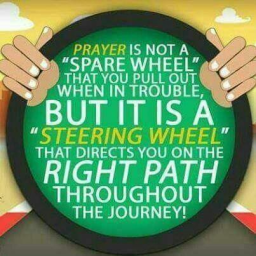 PRAYER IS NOT A
"SPARE WHEEL"
THAT YOU PULL OUT
WHEN IN TROUBLE,
BUT IT IS A
"STEERING WHEEL"
THAT DIRECTS YOU ON THE
RIGHT PATH
THROUGHOUT
THE JOURNEY!